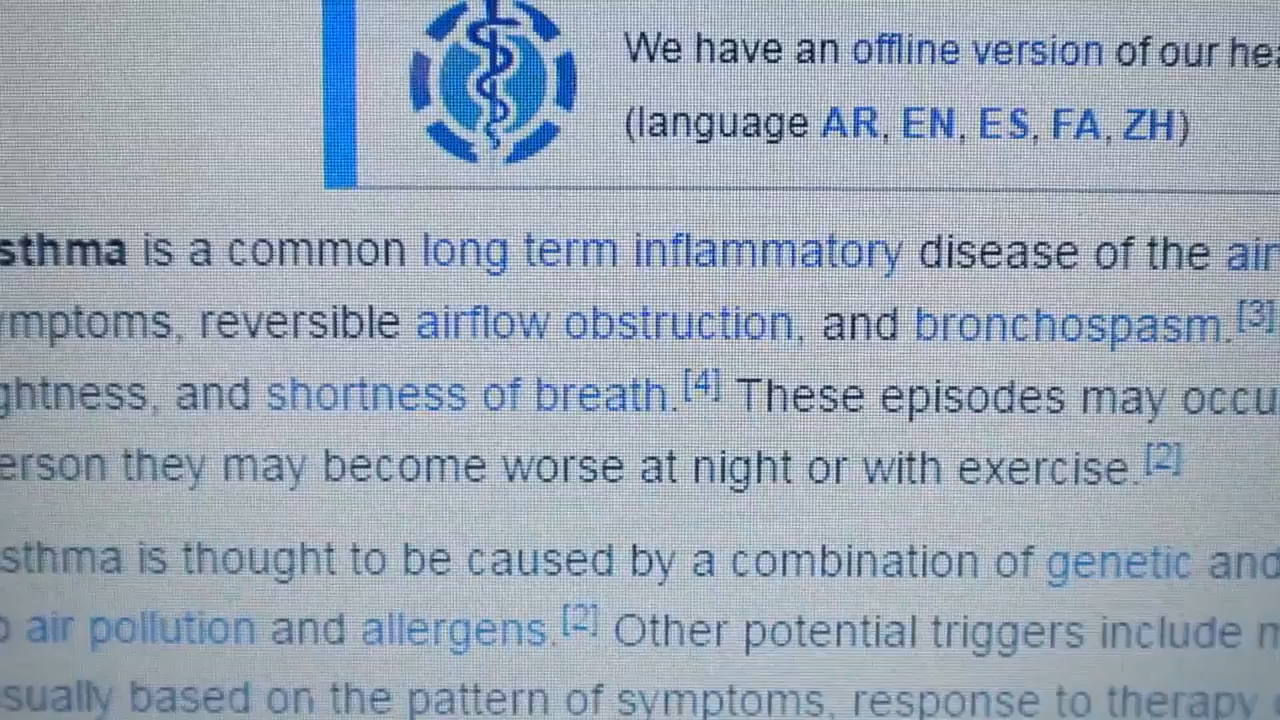 We have an offline version of our hea
(language AR, EN, ES, FA, ZH)
sthma is a common long term inflammatory disease of the air
mptoms, reversible airflow obstruction, and bronchospasm.[3]
ghtness, and shortness of breath.[4] These episodes may occu
erson they may become worse at night or with exercise.[2]
sthma is thought to be caused by a combination of genetic and
o air pollution and allergens.[2] Other potential triggers include m
sually based on the pattern of symptoms, response to therapy